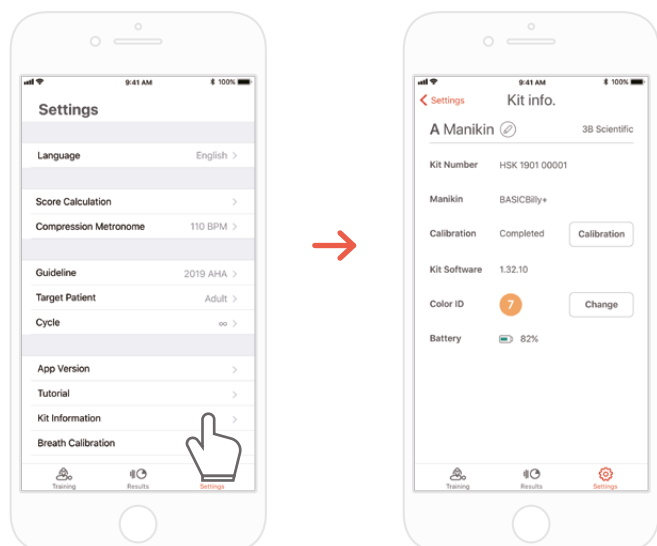 9:41 AM
100%
Settings
Language English >
Score Calculation >
Compression Metronome 110 BPM >
Guideline 2019 AHA >
Target Patient Adult >
Cycle ∞ >
App Version >
Tutorial >
Kit Information >
Breath Calibration
Training Results Settings
9:41 AM
100%
< Settings Kit info.
A Manikin 3B Scientific
Kit Number HSK 1901 00001
Manikin BASICBilly+
Calibration Completed Calibration
Kit Software 1.32.10
Color ID 7 Change
Battery 82%
Training Results Settings